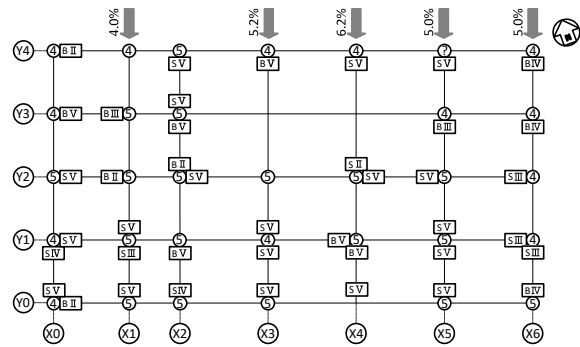 4.0% 5.2% 6.2% 5.0% 5.0%
Y4 4 BⅡ 4 5 4 4 ? 4
SⅤ BⅤ SⅤ SⅤ BⅣ
SⅤ
Y3 4 BⅤ BⅢ 5 5 4 4
BⅤ BⅢ BⅣ
BⅡ SⅡ
Y2 5 SⅤ BⅡ 5 5 SⅤ 5 5 SⅤ SⅤ 5 SⅢ 4
SⅤ SⅤ SⅤ
Y1 4 SⅤ 5 5 4 BⅤ 5 5 SⅢ 4
SⅣ SⅢ BⅤ SⅤ BⅤ SⅤ SⅢ
SⅤ SⅤ SⅣ SⅤ SⅤ SⅤ BⅣ
Y0 4 BⅡ 5 5 5 5 5
X0 X1 X2 X3 X4 X5 X6